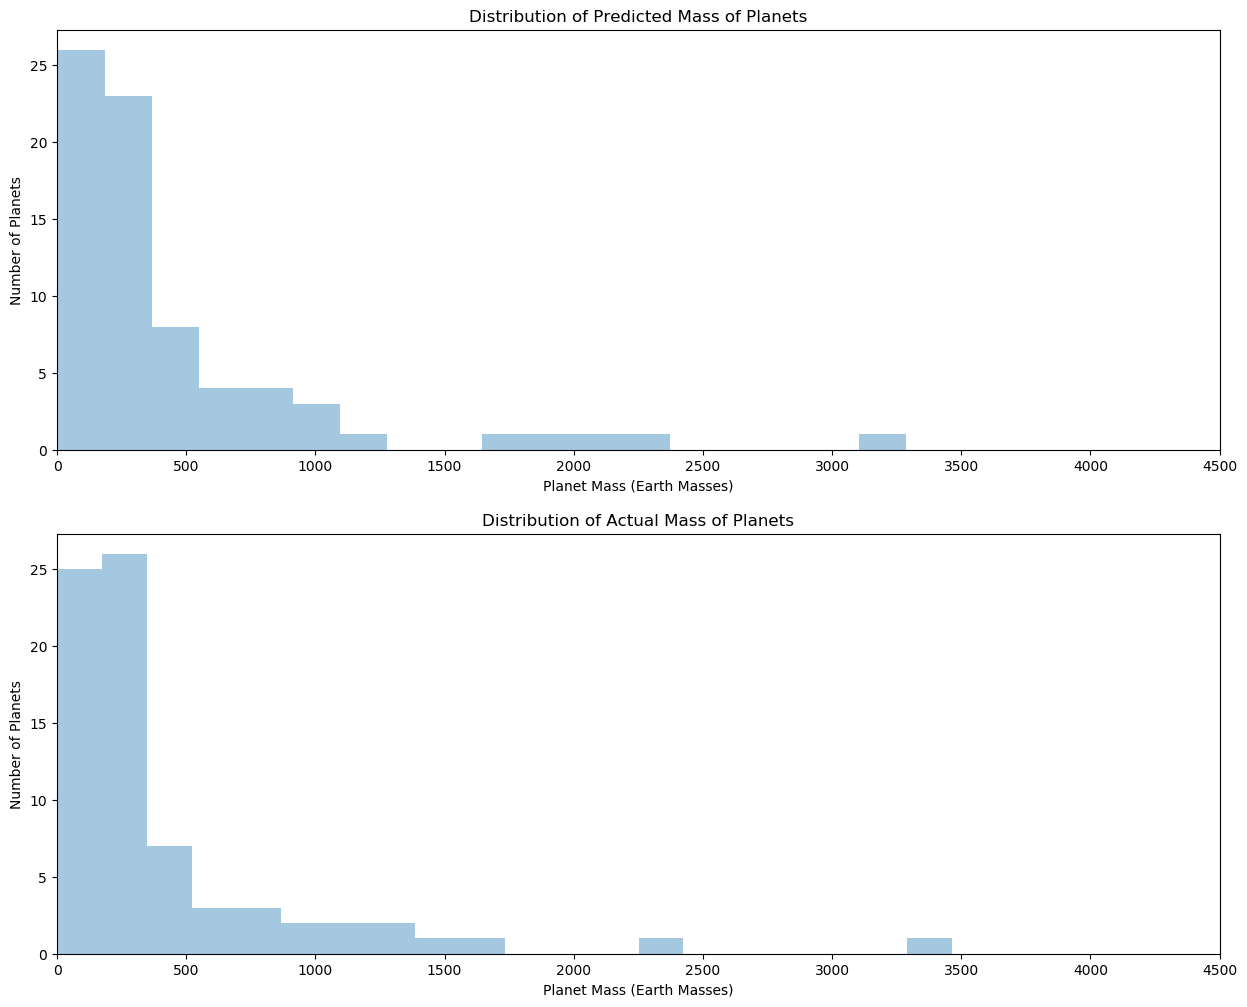 Distribution of Predicted Mass of Planets
25
20
15
10
5
0
Number of Planets
0 500 1000 1500 2000 2500 3000 3500 4000 4500
Planet Mass (Earth Masses)
Distribution of Actual Mass of Planets
25
20
15
10
5
0
Number of Planets
0 500 1000 1500 2000 2500 3000 3500 4000 4500
Planet Mass (Earth Masses)